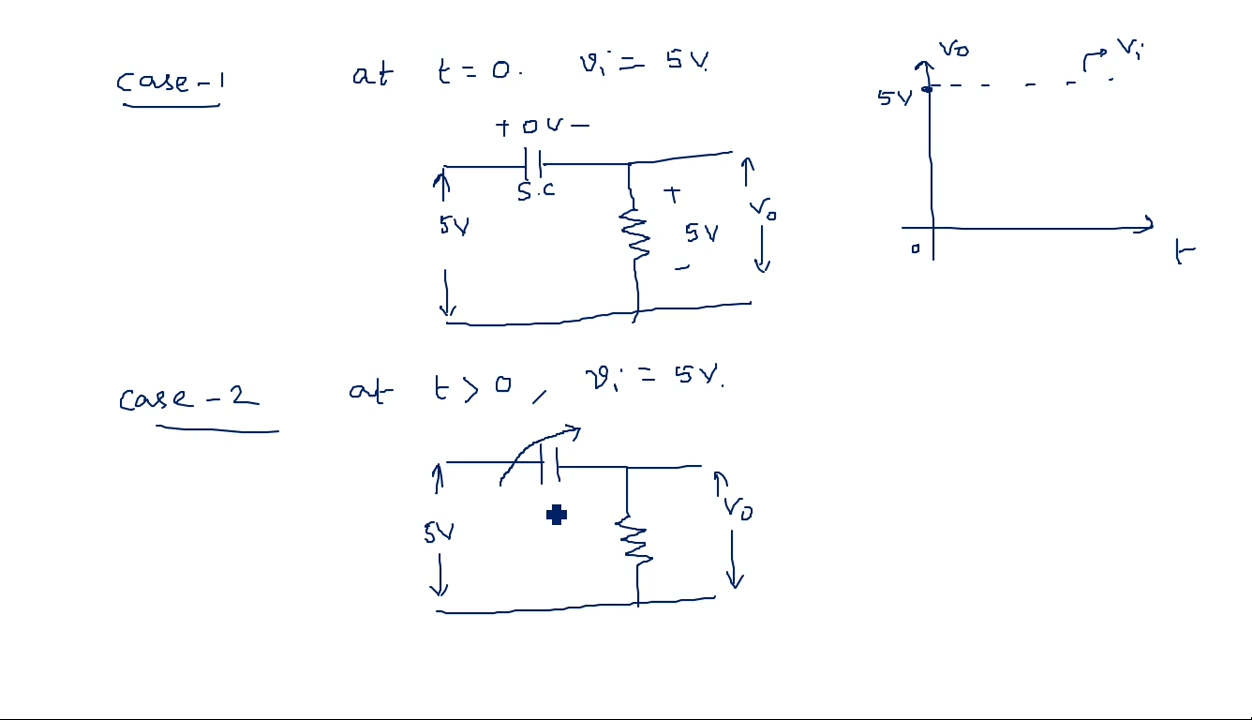 case-1 at t = 0. vi = 5V.
+ 0V -
S.C
5V
+
5V
-
Vo
Vo
Vi
5V
0
t
case-2 at t > 0, vi = 5V.
5V
Vo